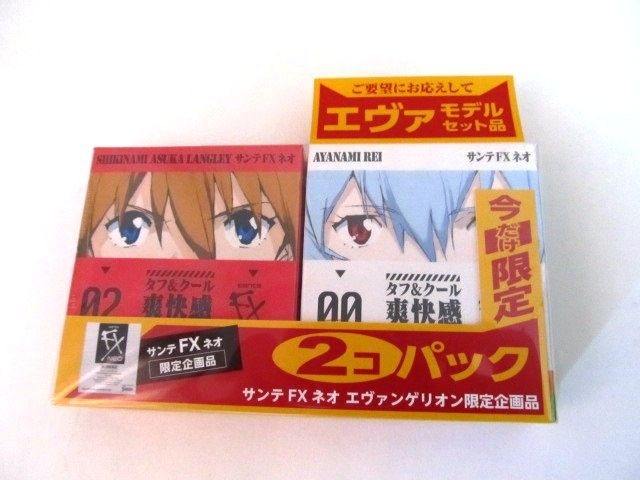 ご要望にお応えして
エヴァ モデル
セット品
SHIKINAMI ASUKA LANGLEY サンテFXネオ
AYANAMI REI サンテFXネオ
今だけ限定
02
タフ&クール
爽快感
sante
FX
00
タフ&クール
爽快感
FX
NEO
サンテFXネオ
限定企画品
2コパック
サンテFXネオ エヴァンゲリオン限定企画品